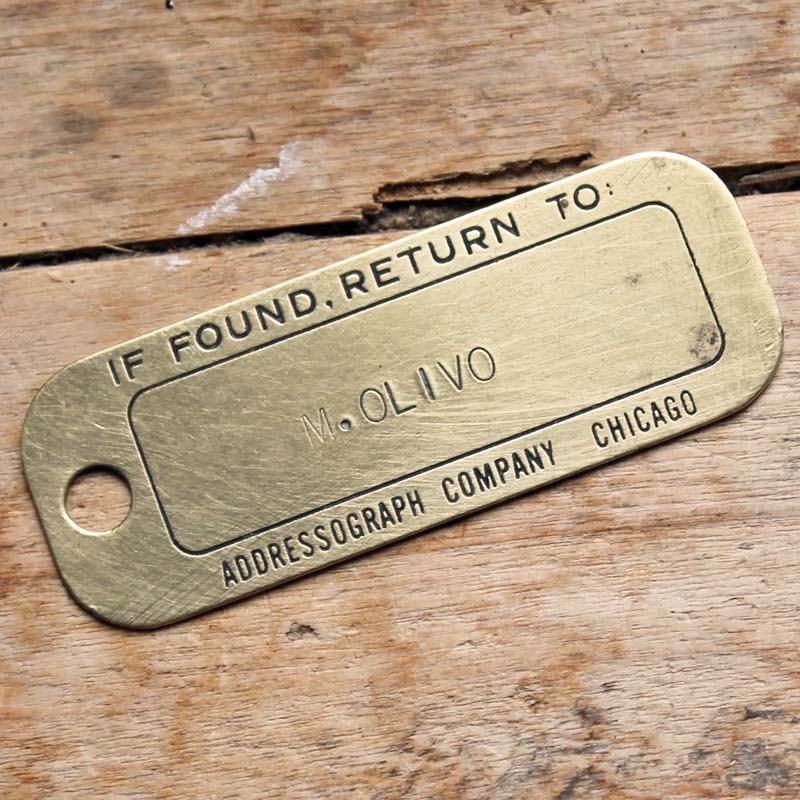 IF FOUND, RETURN TO:
M. OLIVO
ADDRESSOGRAPH COMPANY CHICAGO